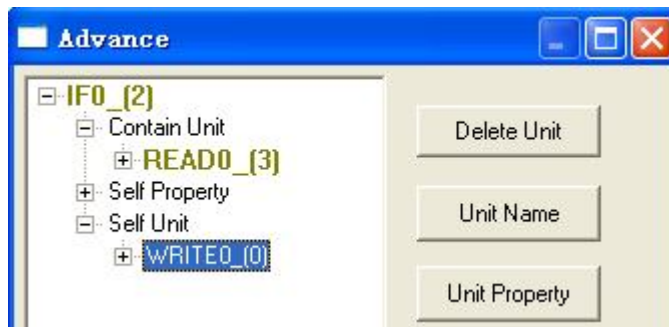 Advance
IF0_(2)
Contain Unit
READ0_(3)
Self Property
Self Unit
WRITE0_(0)
Delete Unit
Unit Name
Unit Property